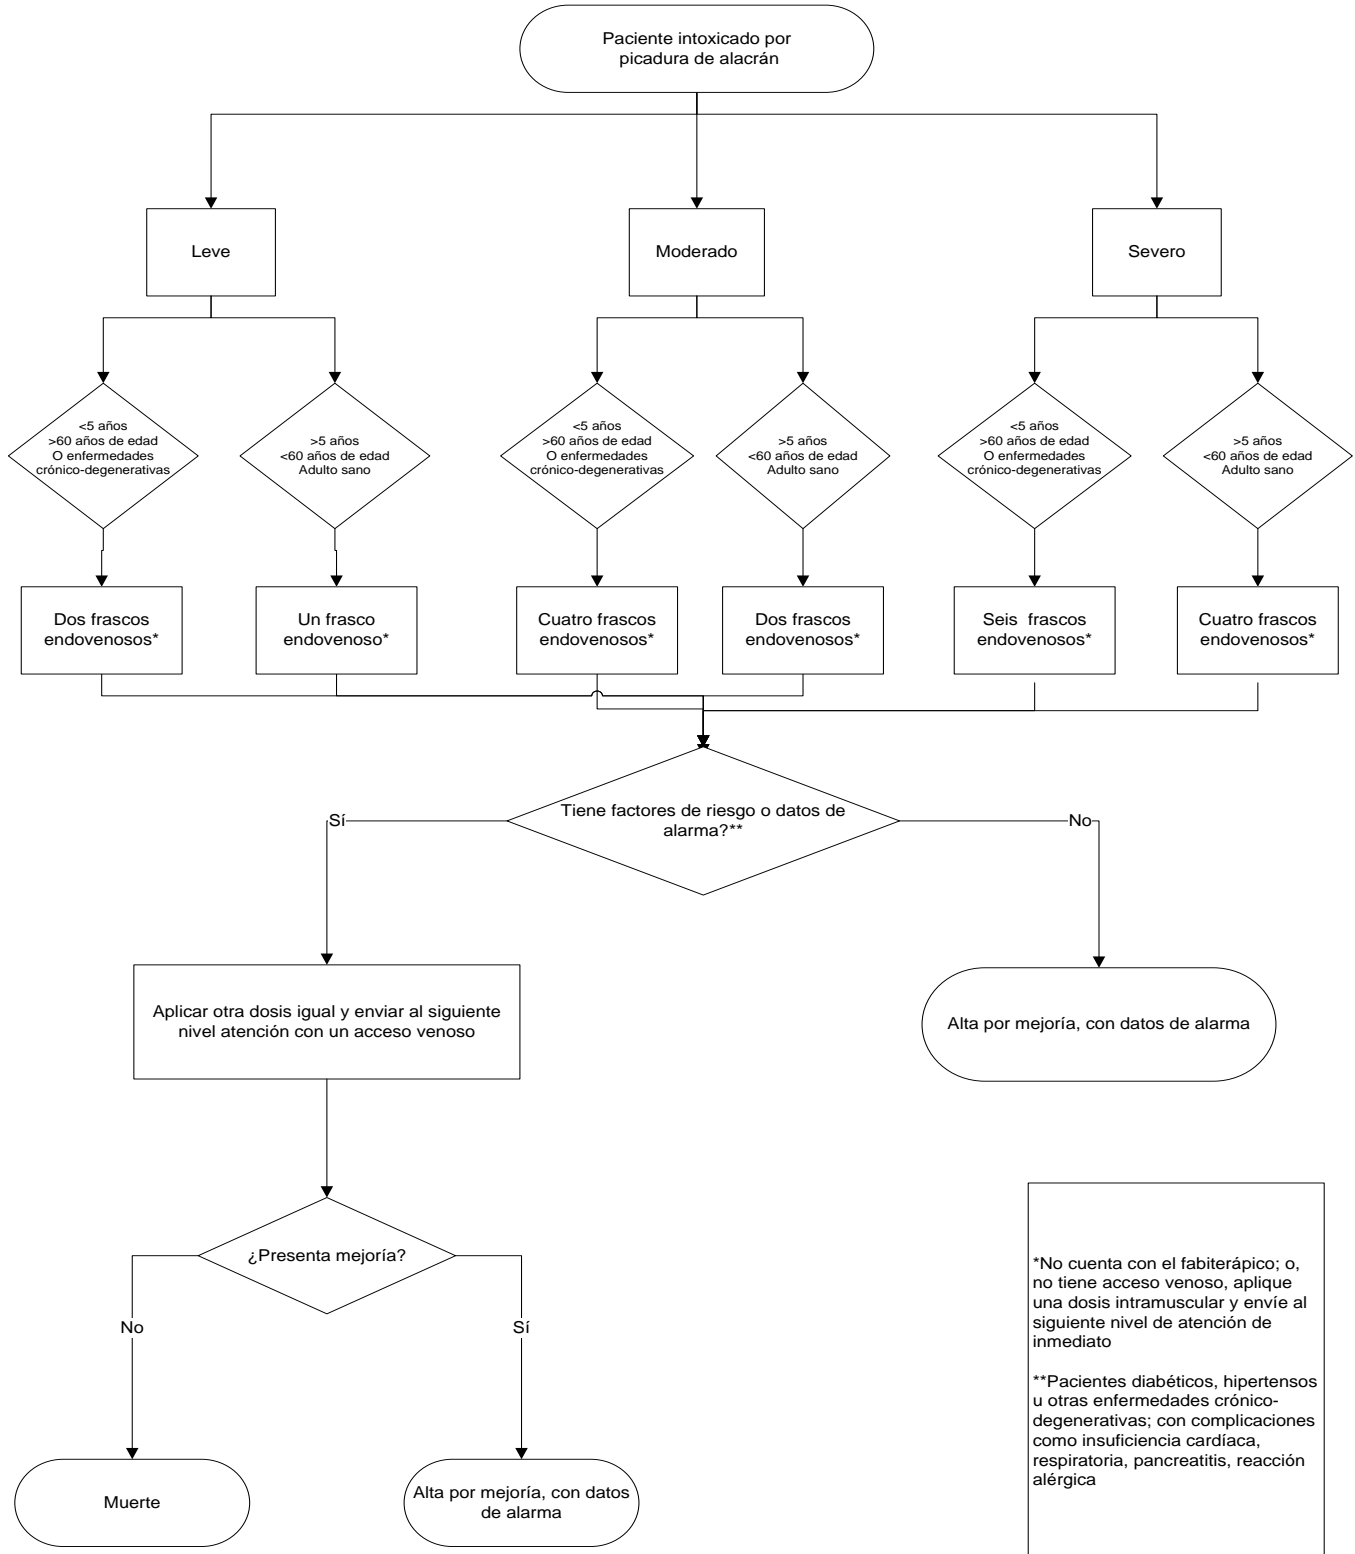 Paciente intoxicado por
picadura de alacrán
Leve
Moderado
Severo
<5 años
>60 años de edad
O enfermedades
crónico-degenerativas
>5 años
<60 años de edad
Adulto sano
<5 años
>60 años de edad
O enfermedades
crónico-degenerativas
>5 años
<60 años de edad
Adulto sano
<5 años
>60 años de edad
O enfermedades
crónico-degenerativas
>5 años
<60 años de edad
Adulto sano
Dos frascos
endovenosos*
Un frasco
endovenoso*
Cuatro frascos
endovenosos*
Dos frascos
endovenosos*
Seis frascos
endovenosos*
Cuatro frascos
endovenosos*
Tiene factores de riesgo o datos de
alarma?**
Sí
No
Aplicar otra dosis igual y enviar al siguiente
nivel atención con un acceso venoso
Alta por mejoría, con datos de alarma
¿Presenta mejoría?
No
Sí
Muerte
Alta por mejoría, con datos
de alarma
*No cuenta con el fabiterápico; o,
no tiene acceso venoso, aplique
una dosis intramuscular y envíe al
siguiente nivel de atención de
inmediato
**Pacientes diabéticos, hipertensos
u otras enfermedades crónico-
degenerativas; con complicaciones
como insuficiencia cardíaca,
respiratoria, pancreatitis, reacción
alérgica